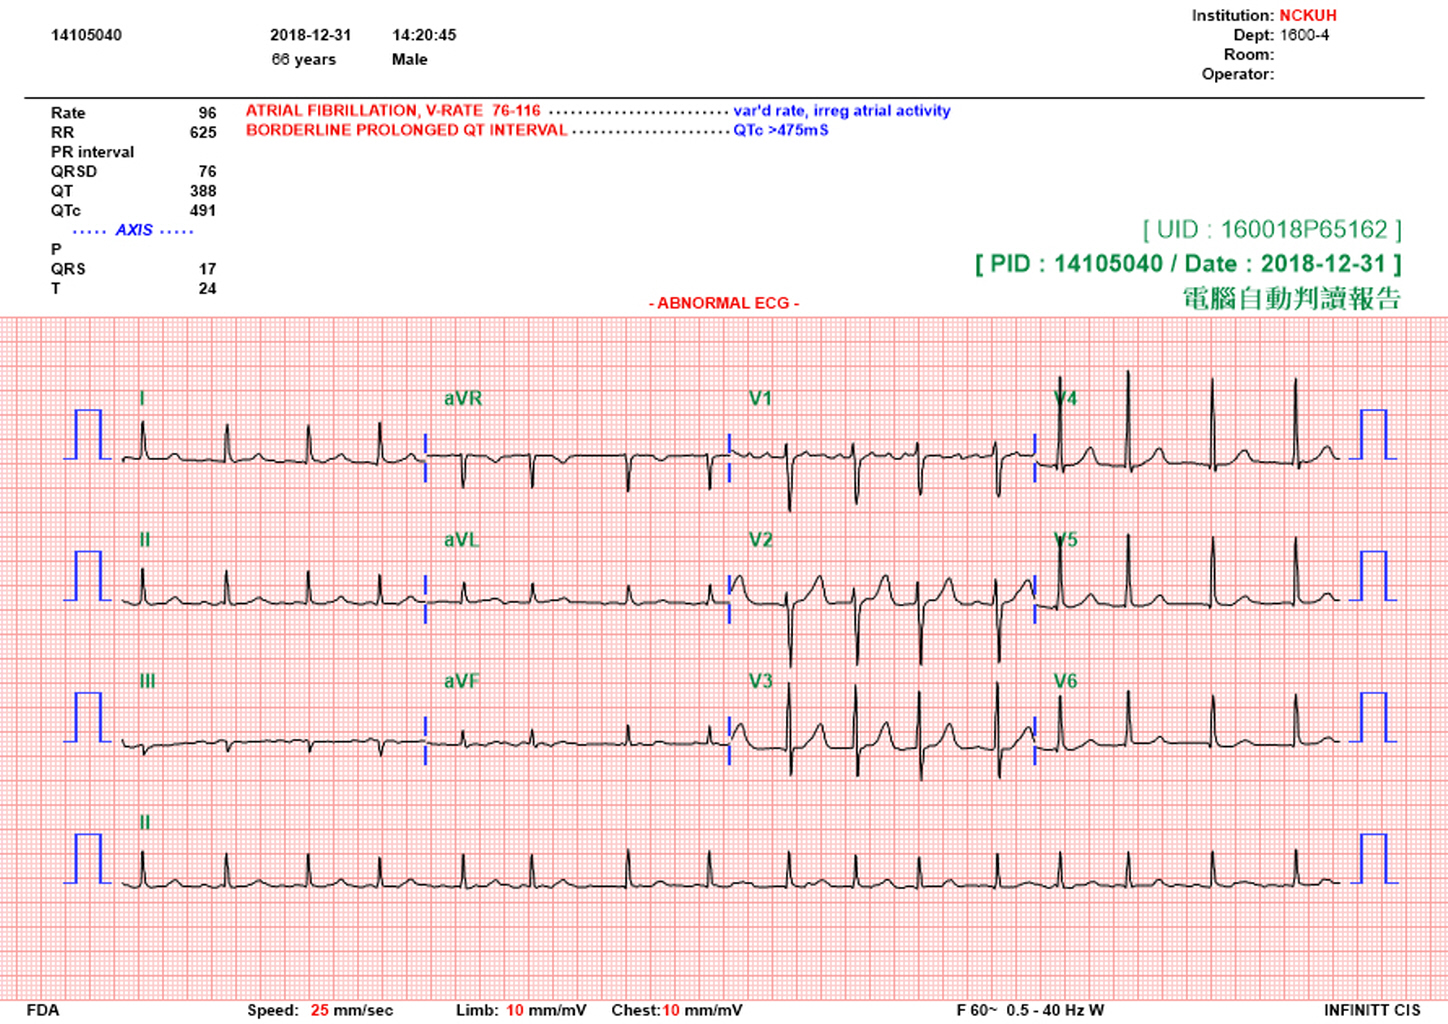 Institution: NCKUH
14105040 2018-12-31 14:20:45 Dept: 1600-4
66 years Male Room:
Operator:
Rate 96 ATRIAL FIBRILLATION, V-RATE 76-116 ........................... var'd rate, irreg atrial activity
RR 625 BORDERLINE PROLONGED QT INTERVAL ........................ QTc >475mS
PR interval
QRSD 76
QT 388
QTc 491
..... AXIS .....
P
QRS 17
T 24
[ UID : 160018P65162 ]
[ PID : 14105040 / Date : 2018-12-31 ]
電腦自動判讀報告
- ABNORMAL ECG -
I aVR V1 V4
II aVL V2 V5
III aVF V3 V6
II
FDA Speed: 25 mm/sec Limb: 10 mm/mV Chest:10 mm/mV F 60~ 0.5 - 40 Hz W INFINITT CIS